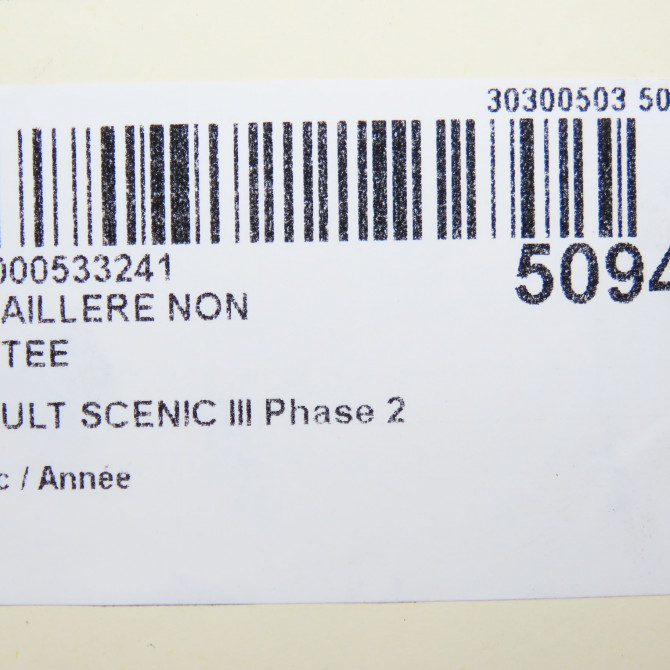 30300503 50
000533241
5094
AILLERE NON
TEE
ULT SCENIC III Phase 2
c / Année